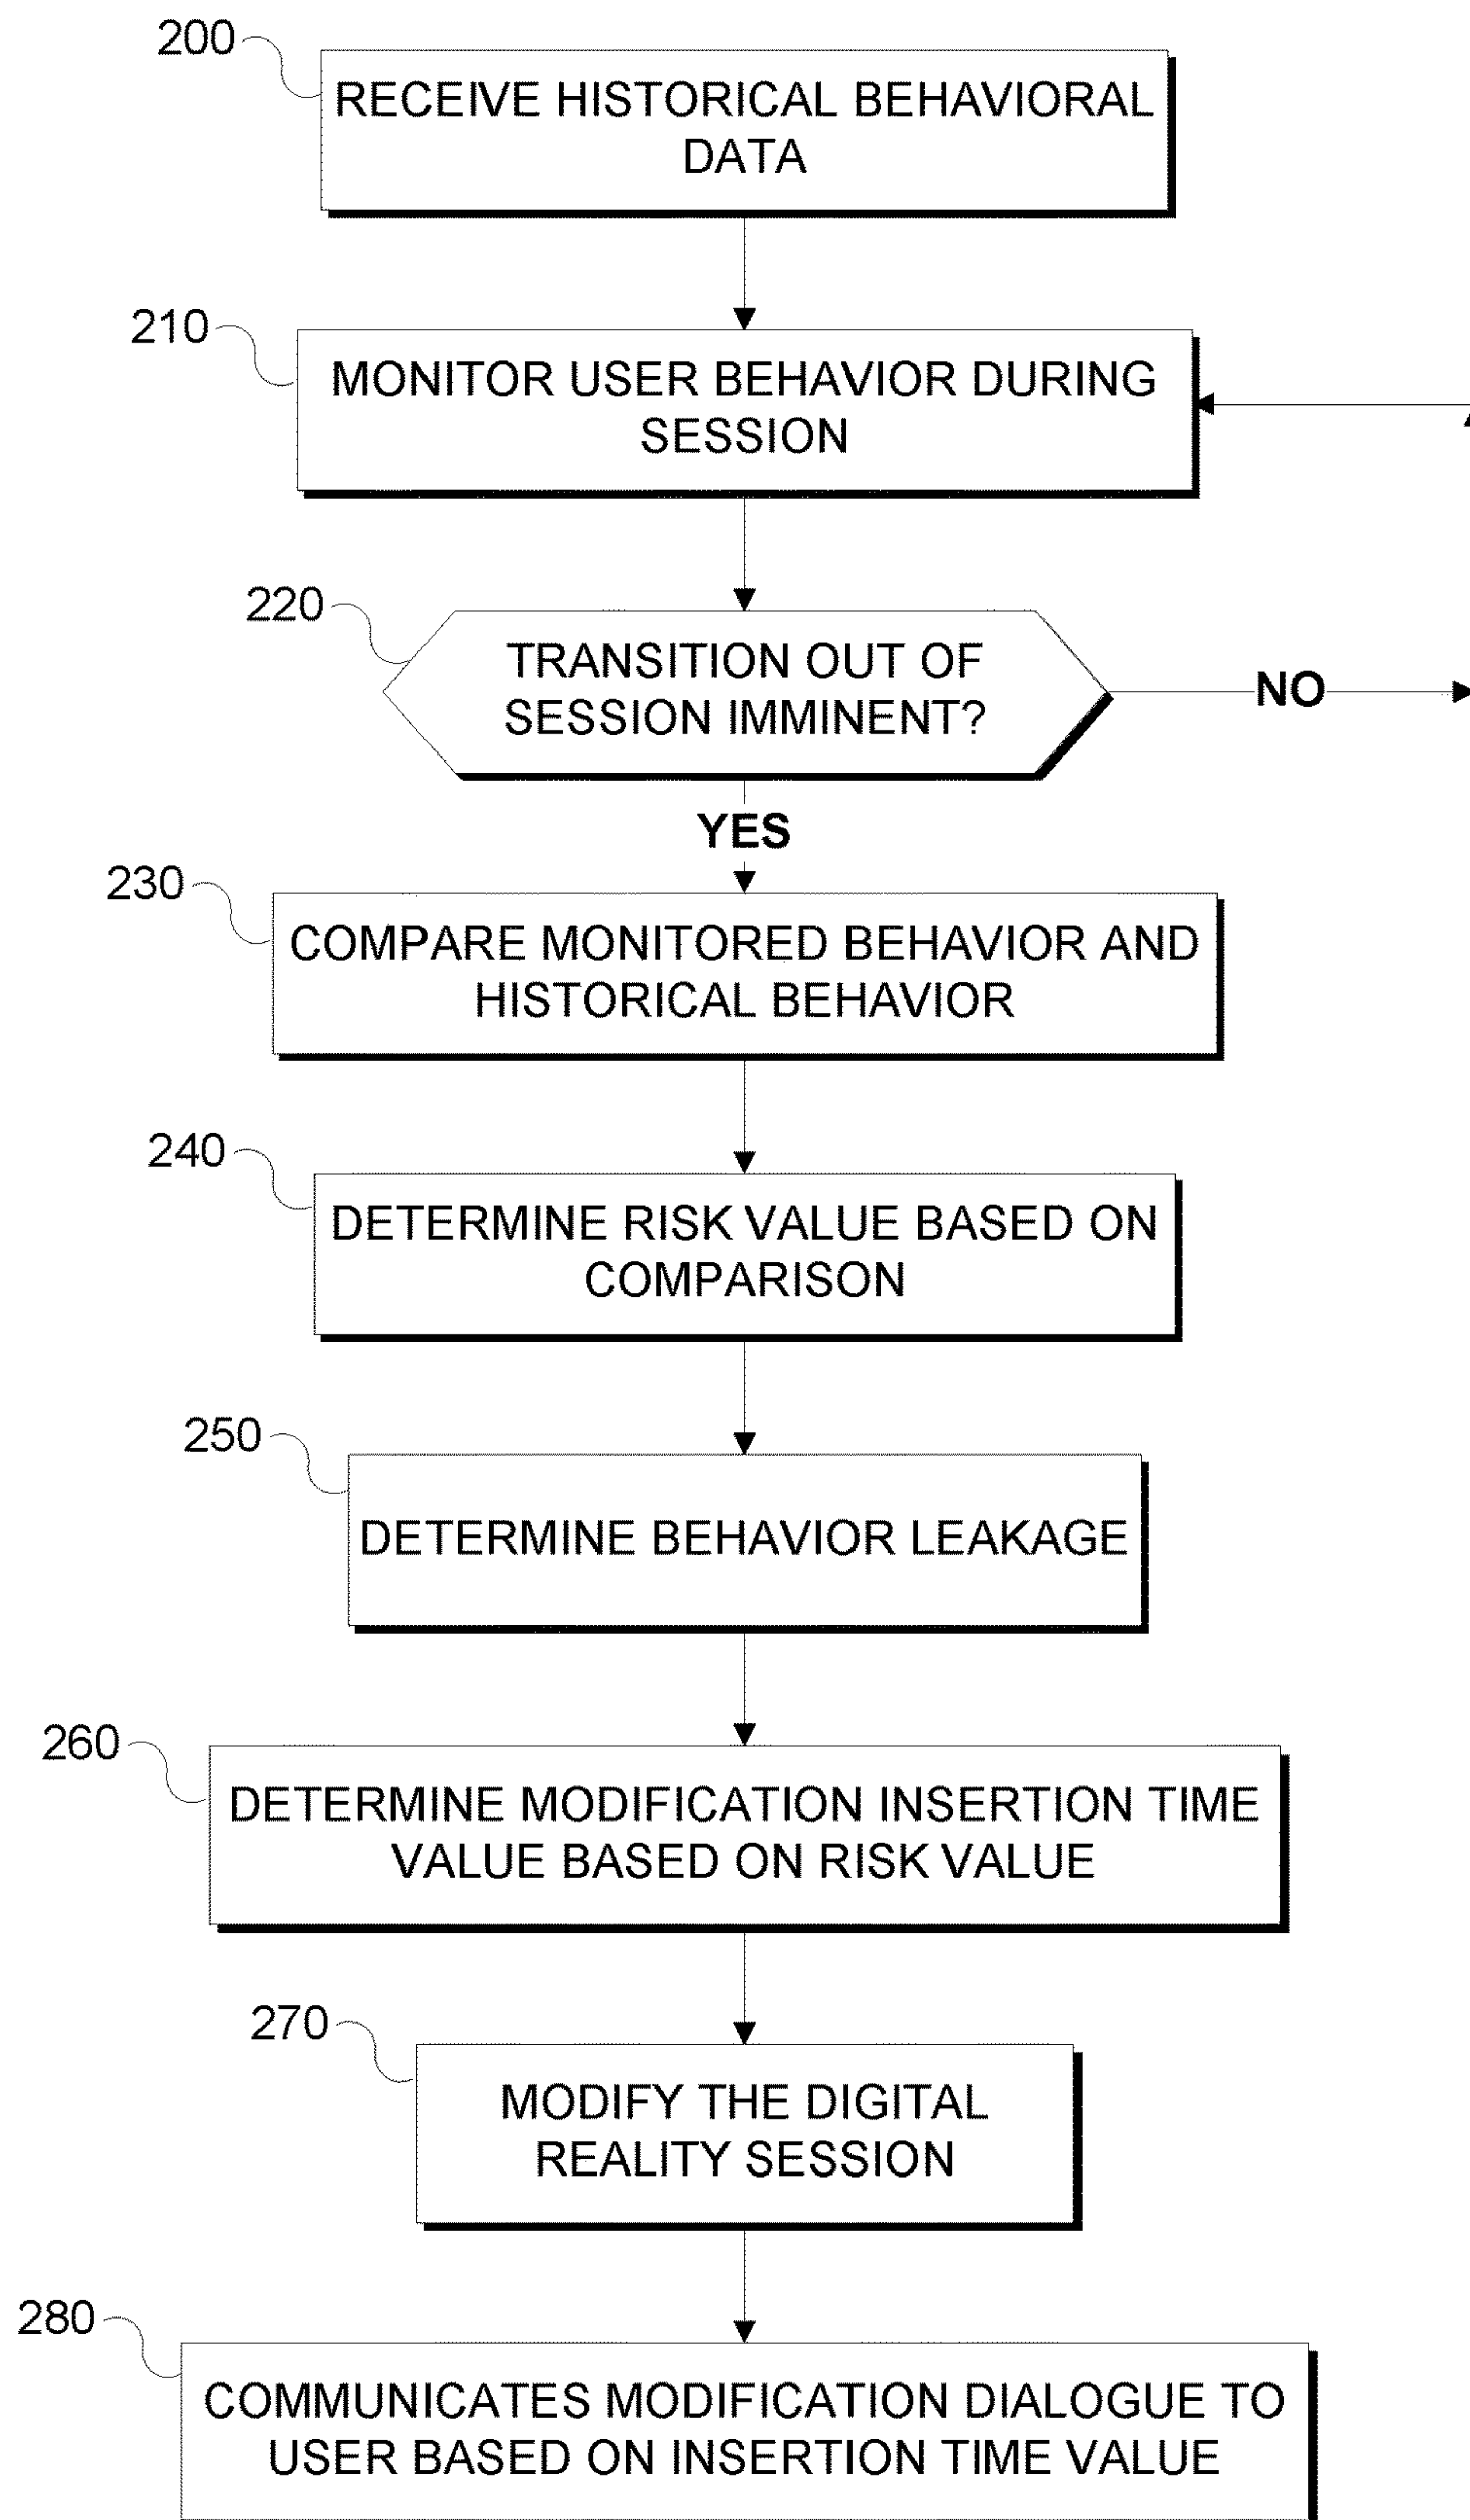 200
RECEIVE HISTORICAL BEHAVIORAL
DATA
210
MONITOR USER BEHAVIOR DURING
SESSION
220
TRANSITION OUT OF
SESSION IMMINENT?
NO
YES
230
COMPARE MONITORED BEHAVIOR AND
HISTORICAL BEHAVIOR
240
DETERMINE RISK VALUE BASED ON
COMPARISON
250
DETERMINE BEHAVIOR LEAKAGE
260
DETERMINE MODIFICATION INSERTION TIME
VALUE BASED ON RISK VALUE
270
MODIFY THE DIGITAL
REALITY SESSION
280
COMMUNICATES MODIFICATION DIALOGUE TO
USER BASED ON INSERTION TIME VALUE